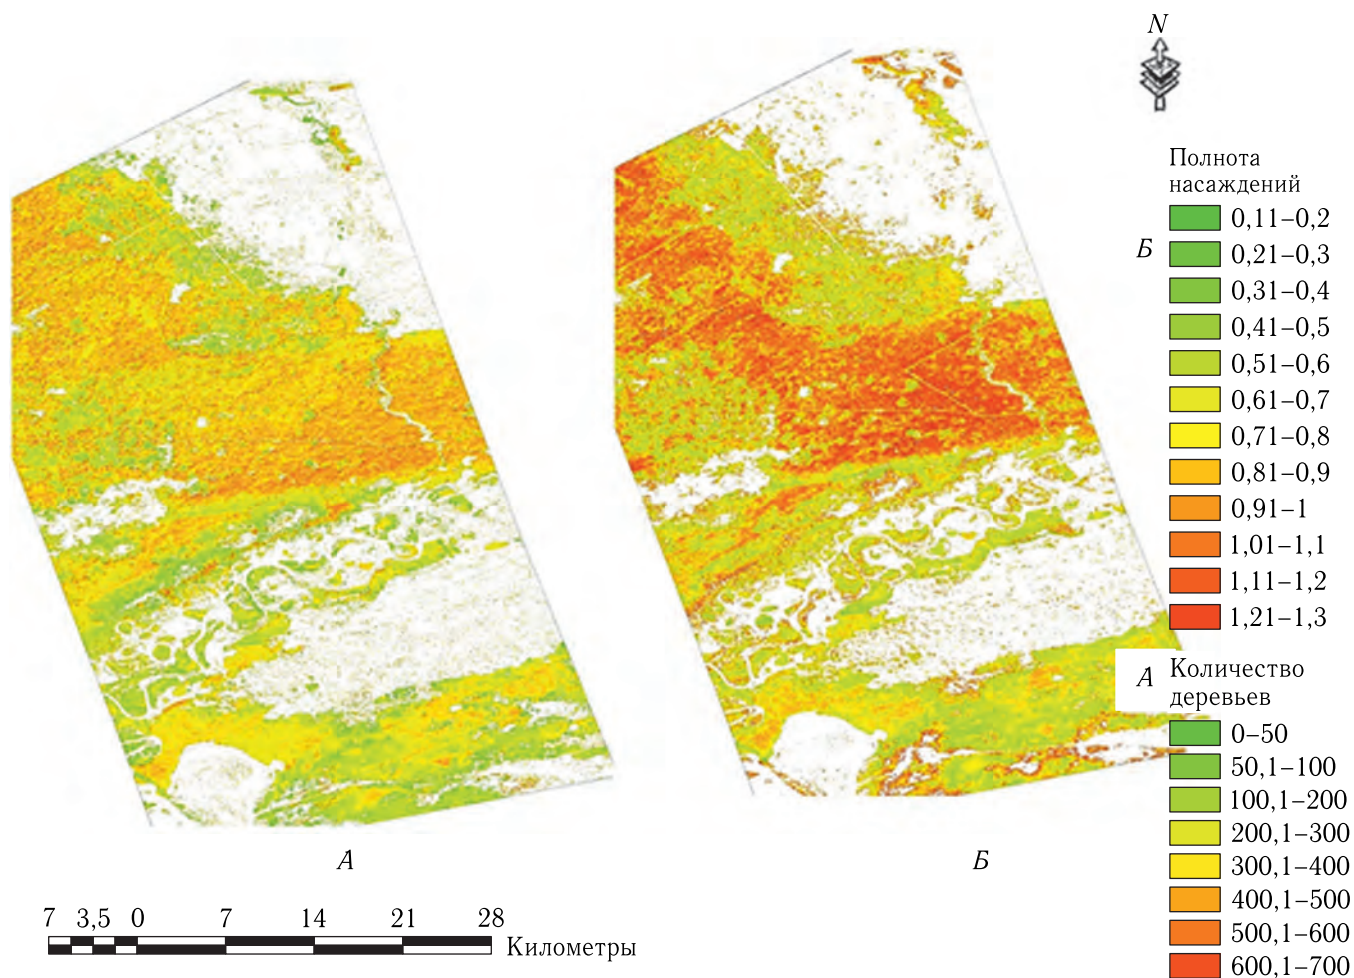 N
Полнота
насаждений
Б
0,11–0,2
0,21–0,3
0,31–0,4
0,41–0,5
0,51–0,6
0,61–0,7
0,71–0,8
0,81–0,9
0,91–1
1,01–1,1
1,11–1,2
1,21–1,3
А
Количество
деревьев
0–50
50,1–100
100,1–200
200,1–300
300,1–400
400,1–500
500,1–600
600,1–700
А
Б
7 3,5 0 7 14 21 28
Километры